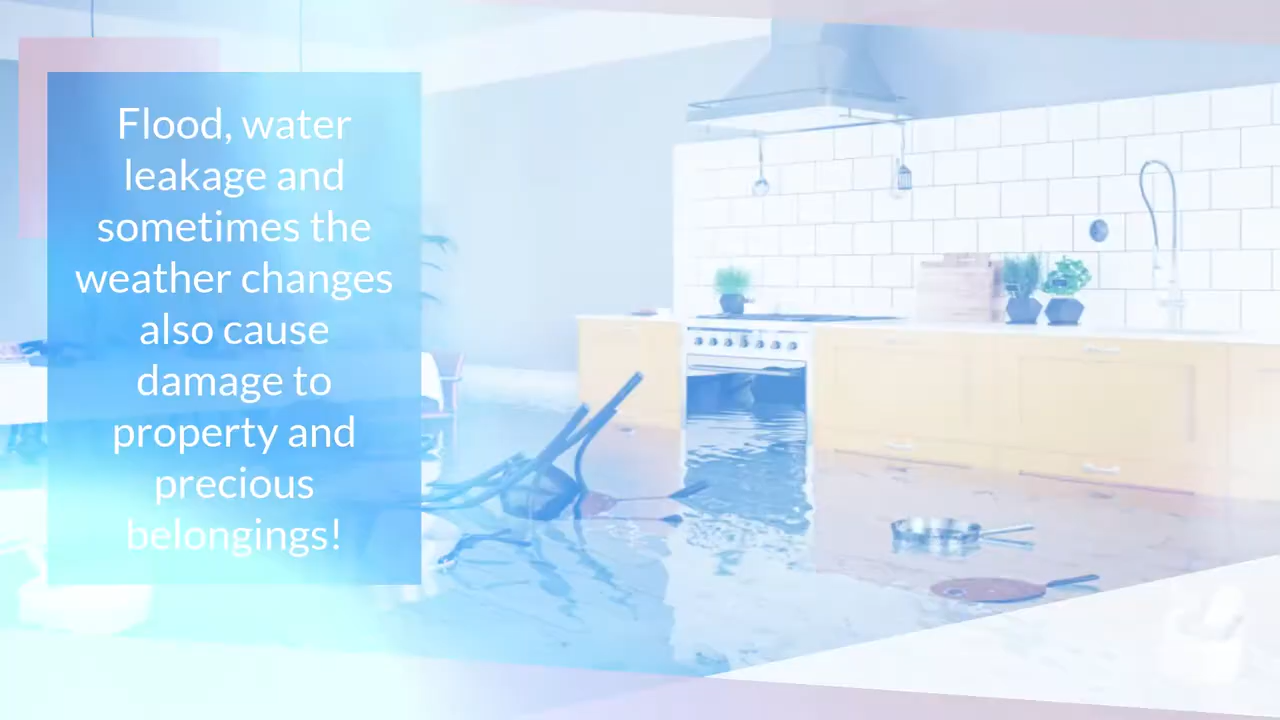 Flood, water
leakage and
sometimes the
weather changes
also cause
damage to
property and
precious
belongings!